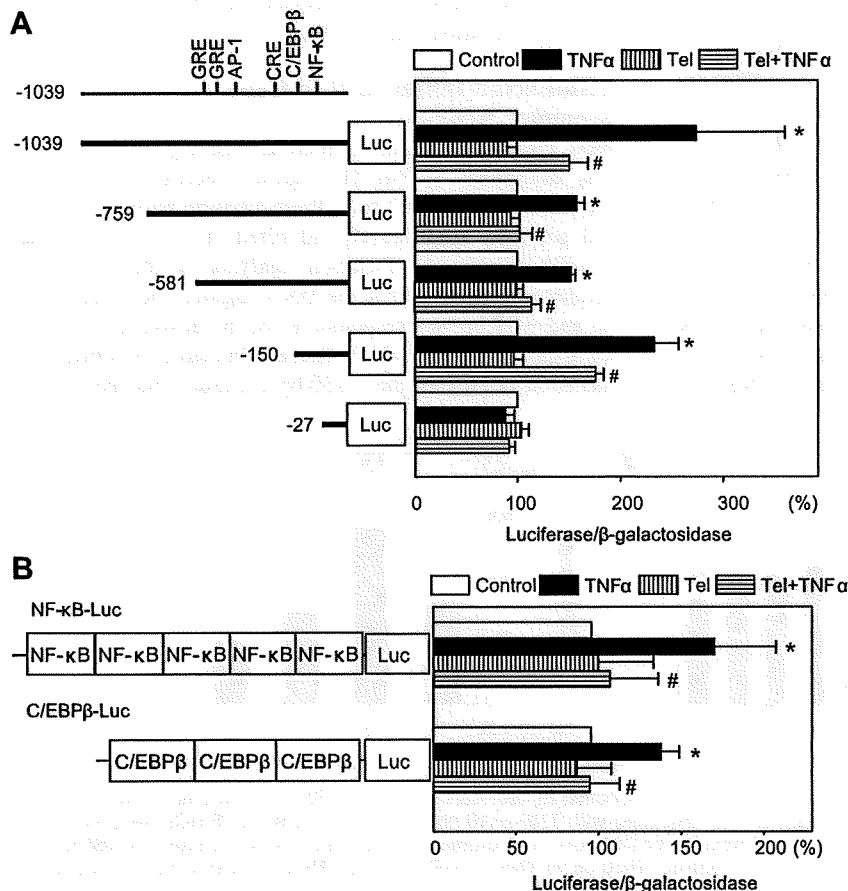 A
GRE
GRE
AP-1
CRE
C/EBPβ
NF-κB
Control TNFα Tel Tel+TNFα
-1039
-1039 Luc * #
-759 Luc * #
-581 Luc * #
-150 Luc * #
-27 Luc
0 100 200 300 (%)
Luciferase/β-galactosidase
B
Control TNFα Tel Tel+TNFα
NF-κB-Luc
NF-κB NF-κB NF-κB NF-κB NF-κB Luc * #
C/EBPβ-Luc
C/EBPβ C/EBPβ C/EBPβ Luc * #
0 50 100 150 200 (%)
Luciferase/β-galactosidase